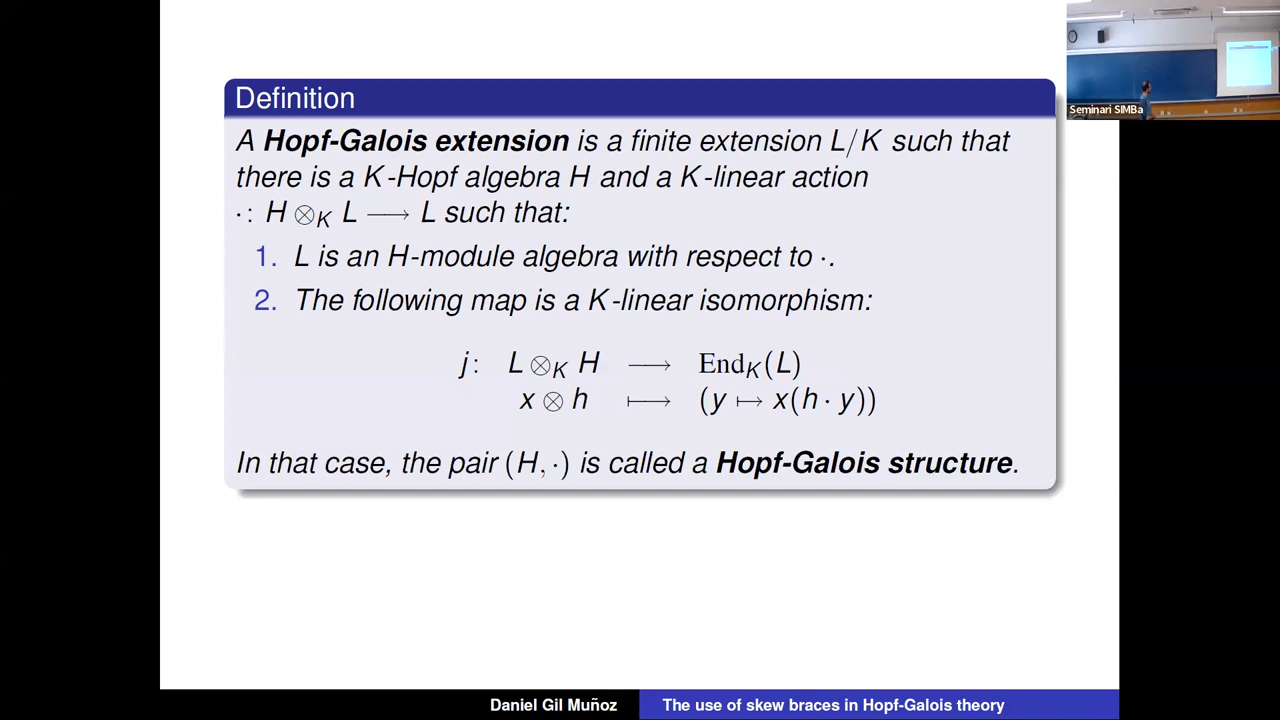 Definition
A Hopf-Galois extension is a finite extension L/K such that
there is a K-Hopf algebra H and a K-linear action
· : H ⊗_K L ⟶ L such that:
1. L is an H-module algebra with respect to ·.
2. The following map is a K-linear isomorphism:
j : L ⊗_K H ⟶ End_K(L)
x ⊗ h ⟼ (y ↦ x(h · y))
In that case, the pair (H, ·) is called a Hopf-Galois structure.
Seminari SIMBa
Daniel Gil Muñoz The use of skew braces in Hopf-Galois theory